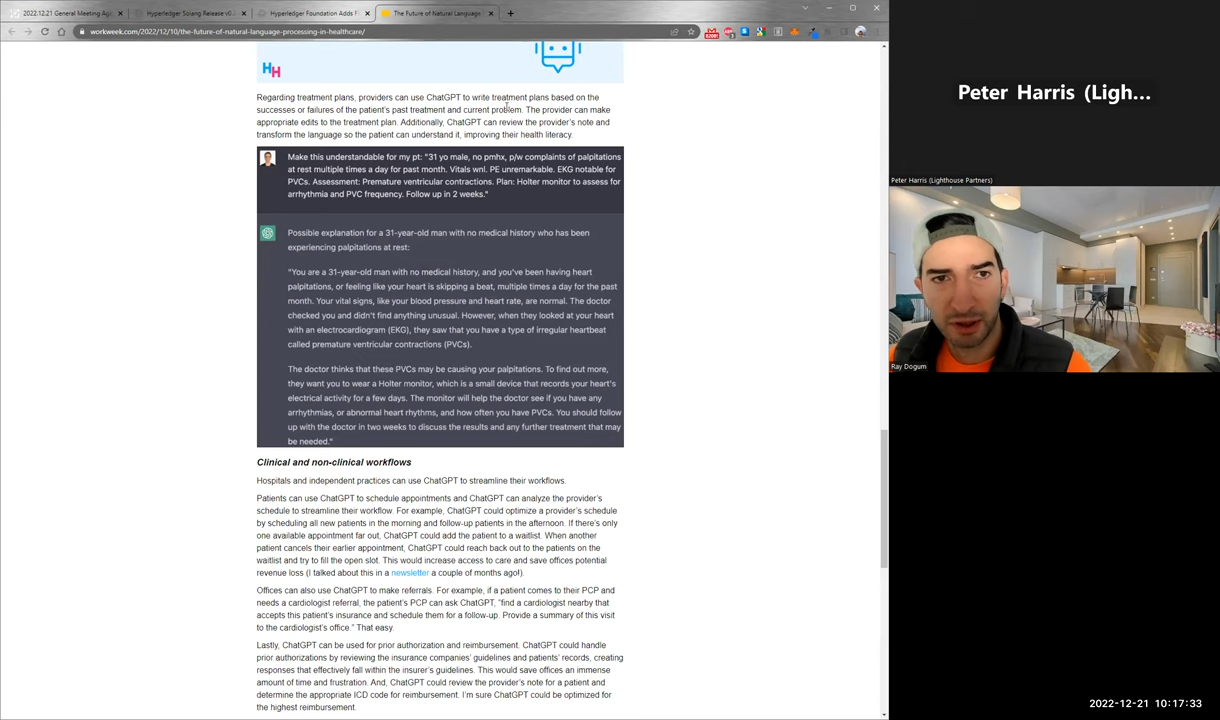 2022.12.21 General Meeting Age
Hyperledger Solang Release v0.
Hyperledger Foundation Adds F
The Future of Natural Language
workweek.com/2022/12/10/the-future-of-natural-language-processing-in-healthcare/
HH
Regarding treatment plans, providers can use ChatGPT to write treatment plans based on the
successes or failures of the patient's past treatment and current problem. The provider can make
appropriate edits to the treatment plan. Additionally, ChatGPT can review the provider's note and
transform the language so the patient can understand it, improving their health literacy.
Make this understandable for my pt: "31 yo male, no pmhx, p/w complaints of palpitations
at rest multiple times a day for past month. Vitals wnl. PE unremarkable. EKG notable for
PVCs. Assessment: Premature ventricular contractions. Plan: Holter monitor to assess for
arrhythmia and PVC frequency. Follow up in 2 weeks."
Possible explanation for a 31-year-old man with no medical history who has been
experiencing palpitations at rest:
"You are a 31-year-old man with no medical history, and you've been having heart
palpitations, or feeling like your heart is skipping a beat, multiple times a day for the past
month. Your vital signs, like your blood pressure and heart rate, are normal. The doctor
checked you and didn't find anything unusual. However, when they looked at your heart
with an electrocardiogram (EKG), they saw that you have a type of irregular heartbeat
called premature ventricular contractions (PVCs).
The doctor thinks that these PVCs may be causing your palpitations. To find out more,
they want you to wear a Holter monitor, which is a small device that records your heart's
electrical activity for a few days. The monitor will help the doctor see if you have any
arrhythmias, or abnormal heart rhythms, and how often you have PVCs. You should follow
up with the doctor in two weeks to discuss the results and any further treatment that may
be needed."
Clinical and non-clinical workflows
Hospitals and independent practices can use ChatGPT to streamline their workflows.
Patients can use ChatGPT to schedule appointments and ChatGPT can analyze the provider's
schedule to streamline their workflow. For example, ChatGPT could optimize a provider's schedule
by scheduling all new patients in the morning and follow-up patients in the afternoon. If there's only
one available appointment far out, ChatGPT could add the patient to a waitlist. When another
patient cancels their earlier appointment, ChatGPT could reach back out to the patients on the
waitlist and try to fill the open slot. This would increase access to care and save offices potential
revenue loss (I talked about this in a newsletter a couple of months ago!).
Offices can also use ChatGPT to make referrals. For example, if a patient comes to their PCP and
needs a cardiologist referral, the patient's PCP can ask ChatGPT, "find a cardiologist nearby that
accepts this patient's insurance and schedule them for a follow-up. Provide a summary of this visit
to the cardiologist's office." That easy.
Lastly, ChatGPT can be used for prior authorization and reimbursement. ChatGPT could handle
prior authorizations by reviewing the insurance companies' guidelines and patients' records, creating
responses that effectively fall within the insurer's guidelines. This would save offices an immense
amount of time and frustration. And, ChatGPT could review the provider's note for a patient and
determine the appropriate ICD code for reimbursement. I'm sure ChatGPT could be optimized for
the highest reimbursement.
Peter Harris (Ligh...
Peter Harris (Lighthouse Partners)
Ray Dogum
2022-12-21 10:17:33